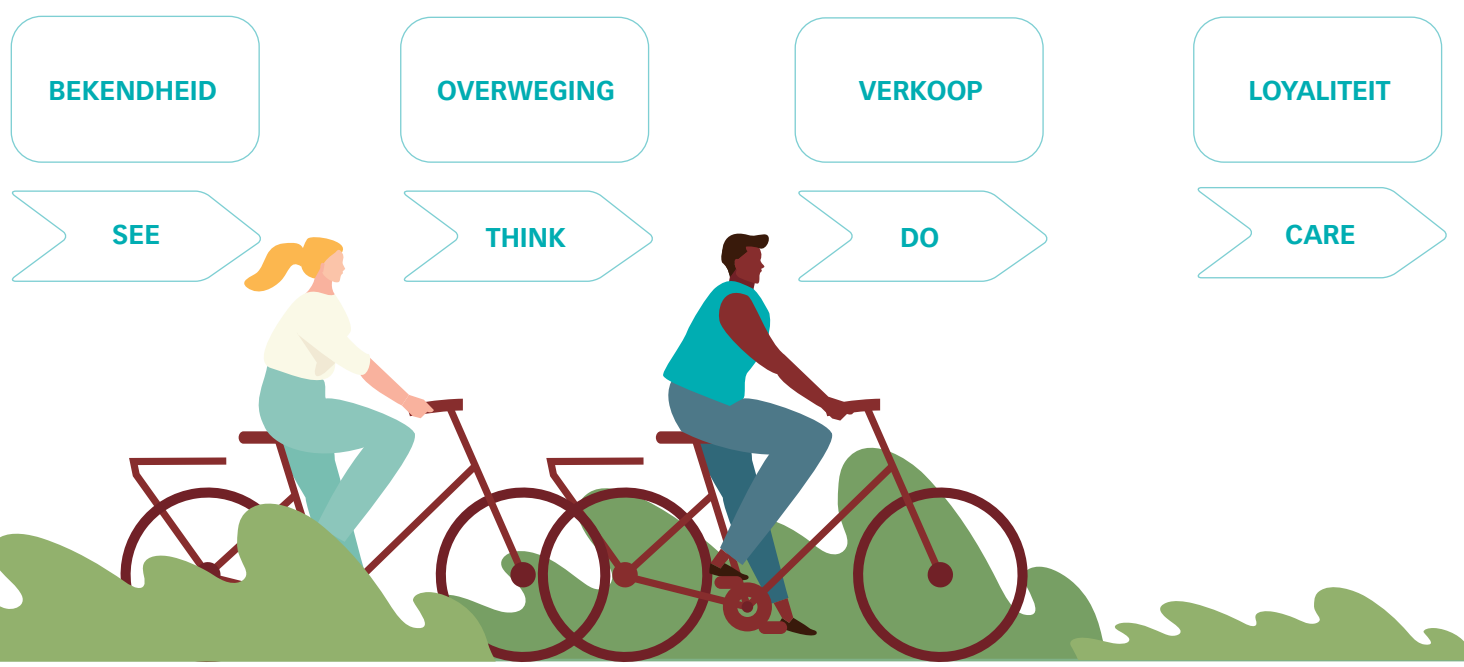 BEKENDHEID
OVERWEGING
VERKOOP
LOYALITEIT
SEE
THINK
DO
CARE